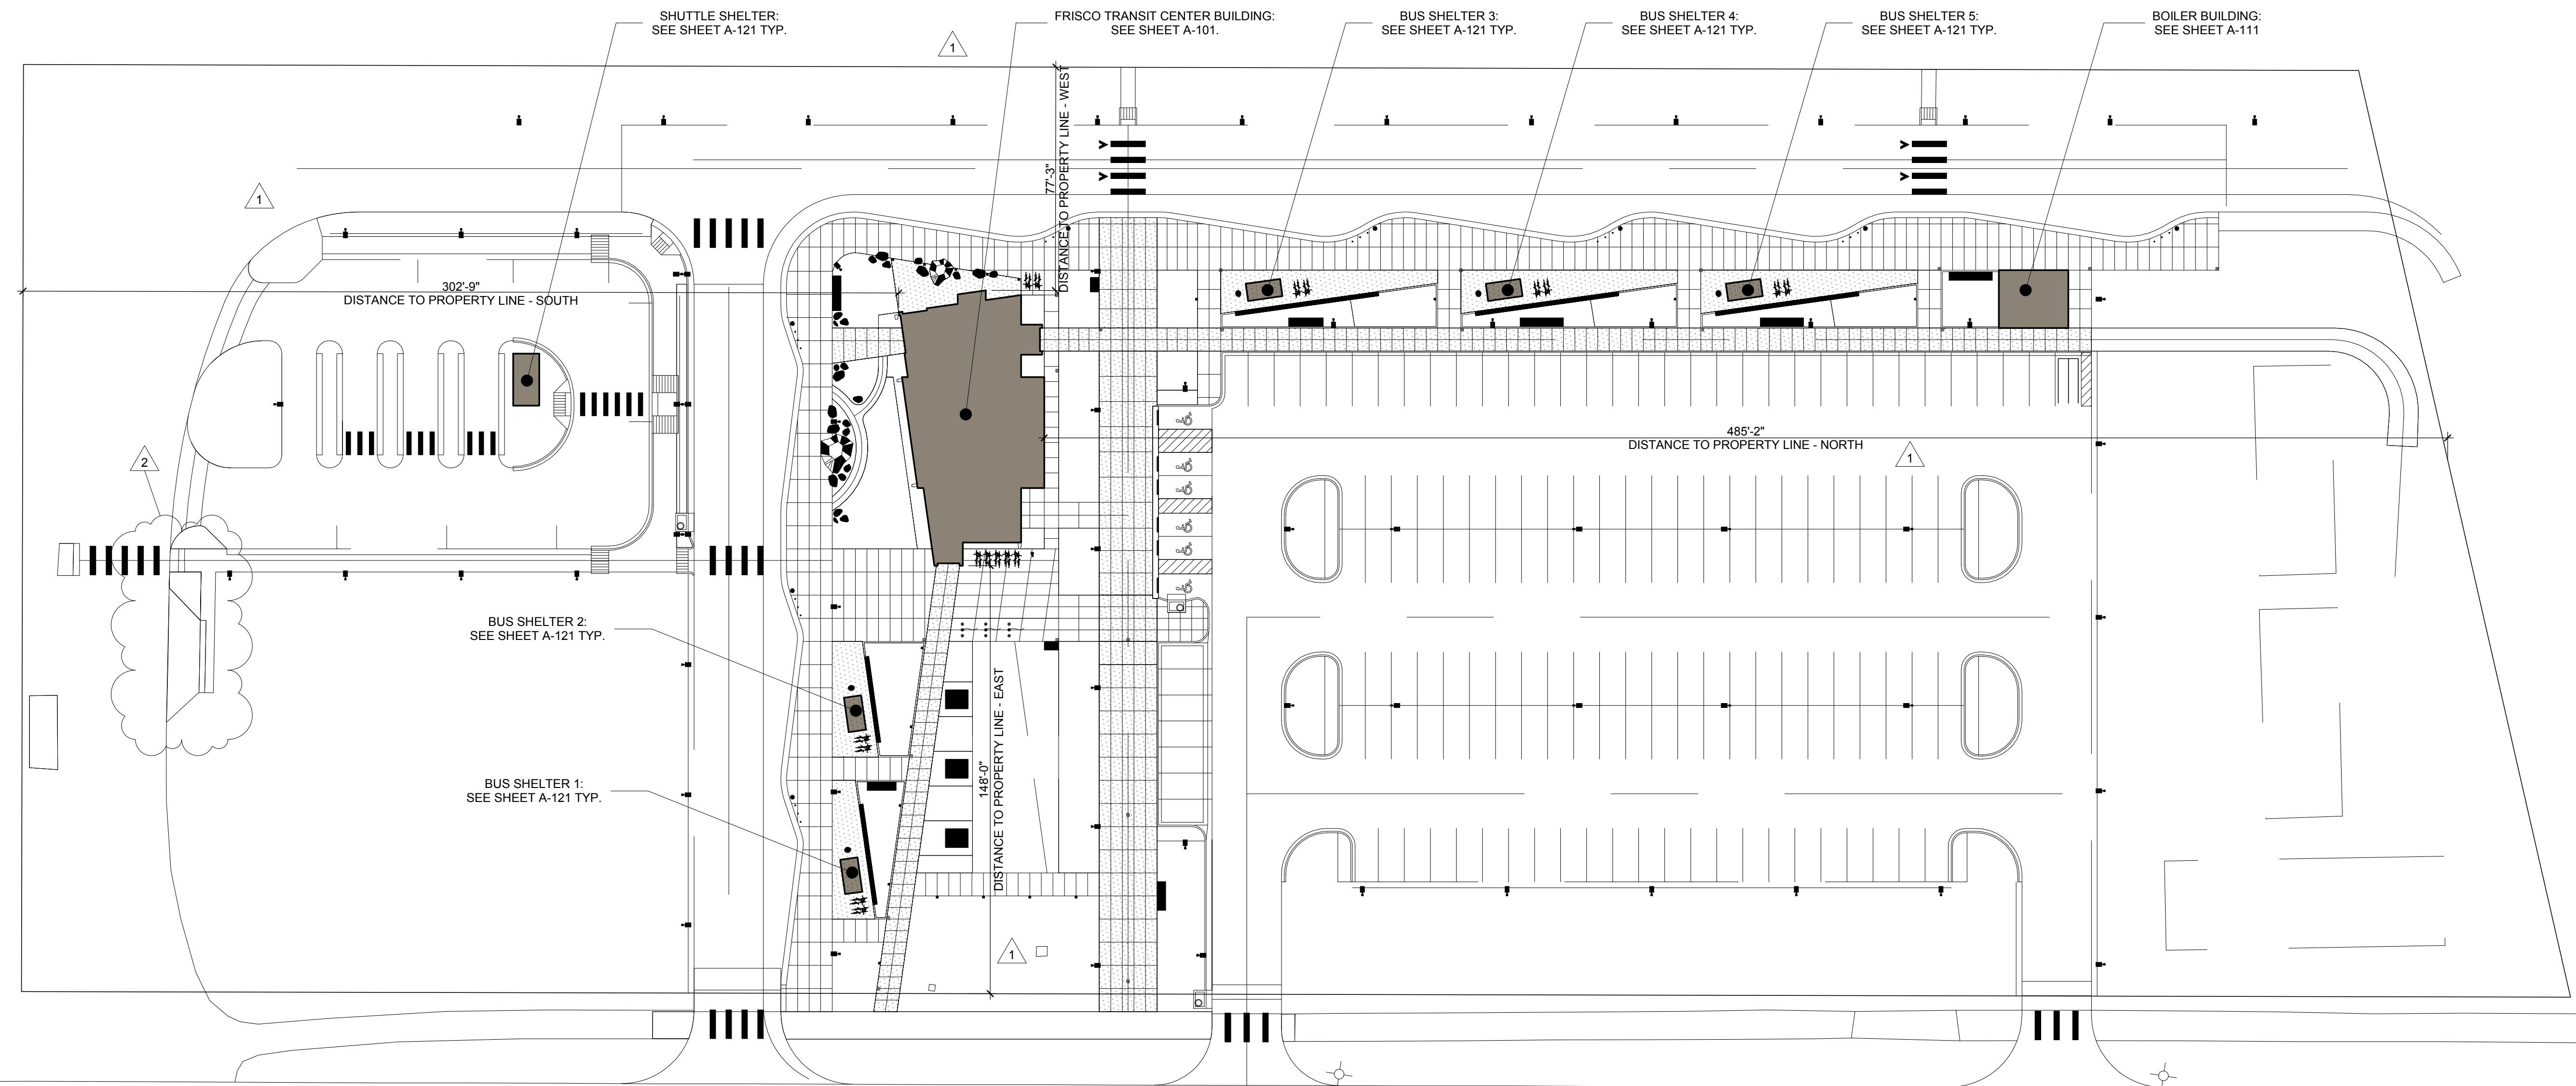 SHUTTLE SHELTER:
SEE SHEET A-121 TYP.
FRISCO TRANSIT CENTER BUILDING:
SEE SHEET A-101.
BUS SHELTER 3:
SEE SHEET A-121 TYP.
BUS SHELTER 4:
SEE SHEET A-121 TYP.
BUS SHELTER 5:
SEE SHEET A-121 TYP.
BOILER BUILDING:
SEE SHEET A-111
1
77'-3"
DISTANCE TO PROPERTY LINE - WEST
1
302'-9"
DISTANCE TO PROPERTY LINE - SOUTH
485'-2"
DISTANCE TO PROPERTY LINE - NORTH
1
2
BUS SHELTER 2:
SEE SHEET A-121 TYP.
BUS SHELTER 1:
SEE SHEET A-121 TYP.
148'-0"
DISTANCE TO PROPERTY LINE - EAST
1